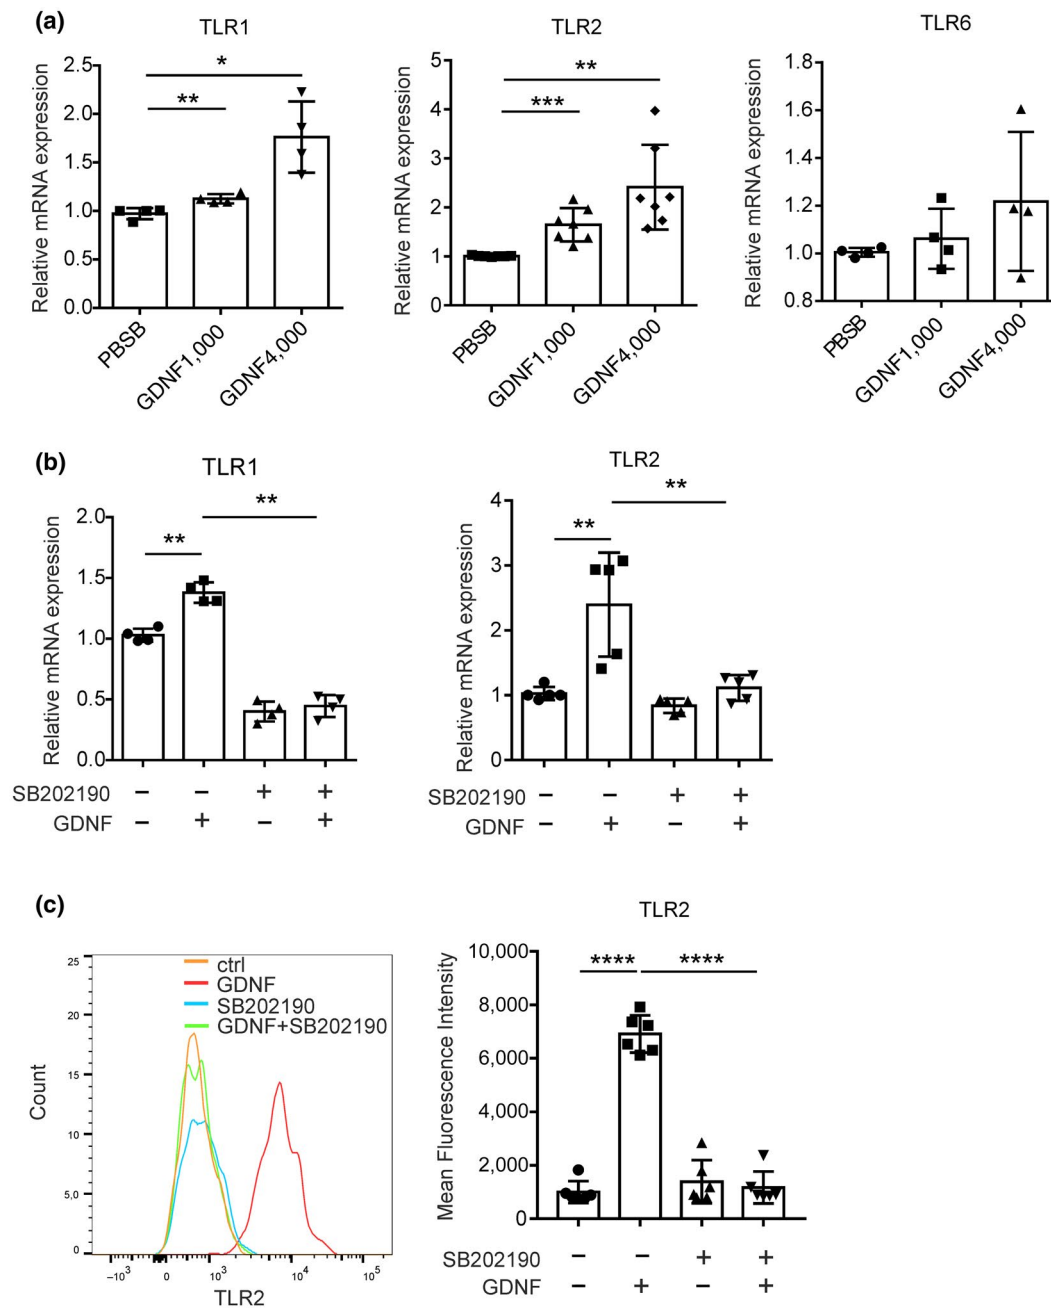 (a)
TLR1
Relative mRNA expression
2.5
2.0
1.5
1.0
0.5
0.0
*
**
PBSB
GDNF1,000
GDNF4,000
TLR2
Relative mRNA expression
5
4
3
2
1
0
**
***
PBSB
GDNF1,000
GDNF4,000
TLR6
Relative mRNA expression
1.8
1.6
1.4
1.2
1.0
0.8
PBSB
GDNF1,000
GDNF4,000
(b)
TLR1
Relative mRNA expression
2.0
1.5
1.0
0.5
0.0
**
**
SB202190 − − + +
GDNF − + − +
TLR2
Relative mRNA expression
4
3
2
1
0
**
**
SB202190 − − + +
GDNF − + − +
(c)
Count
25
20
15
10
5,0
0
ctrl
GDNF
SB202190
GDNF+SB202190
−10³ 0 10³ 10⁴ 10⁵
TLR2
TLR2
Mean Fluorescence Intensity
10,000
8,000
6,000
4,000
2,000
0
**** ****
SB202190 − − + +
GDNF − + − +